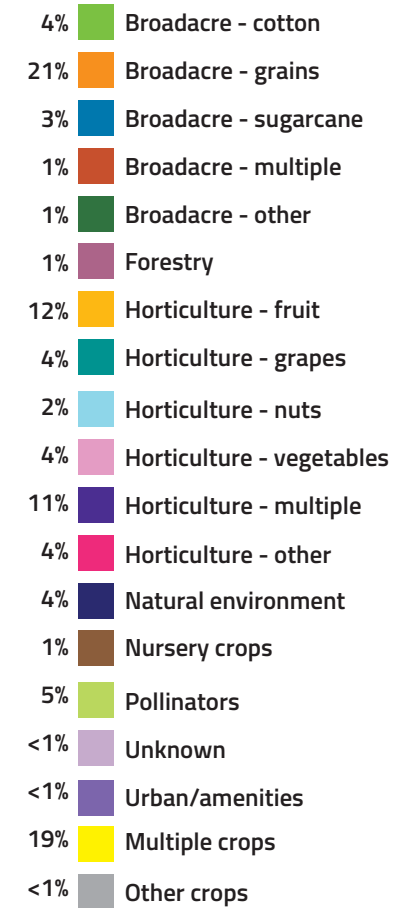 4% Broadacre - cotton
21% Broadacre - grains
3% Broadacre - sugarcane
1% Broadacre - multiple
1% Broadacre - other
1% Forestry
12% Horticulture - fruit
4% Horticulture - grapes
2% Horticulture - nuts
4% Horticulture - vegetables
11% Horticulture - multiple
4% Horticulture - other
4% Natural environment
1% Nursery crops
5% Pollinators
<1% Unknown
<1% Urban/amenities
19% Multiple crops
<1% Other crops